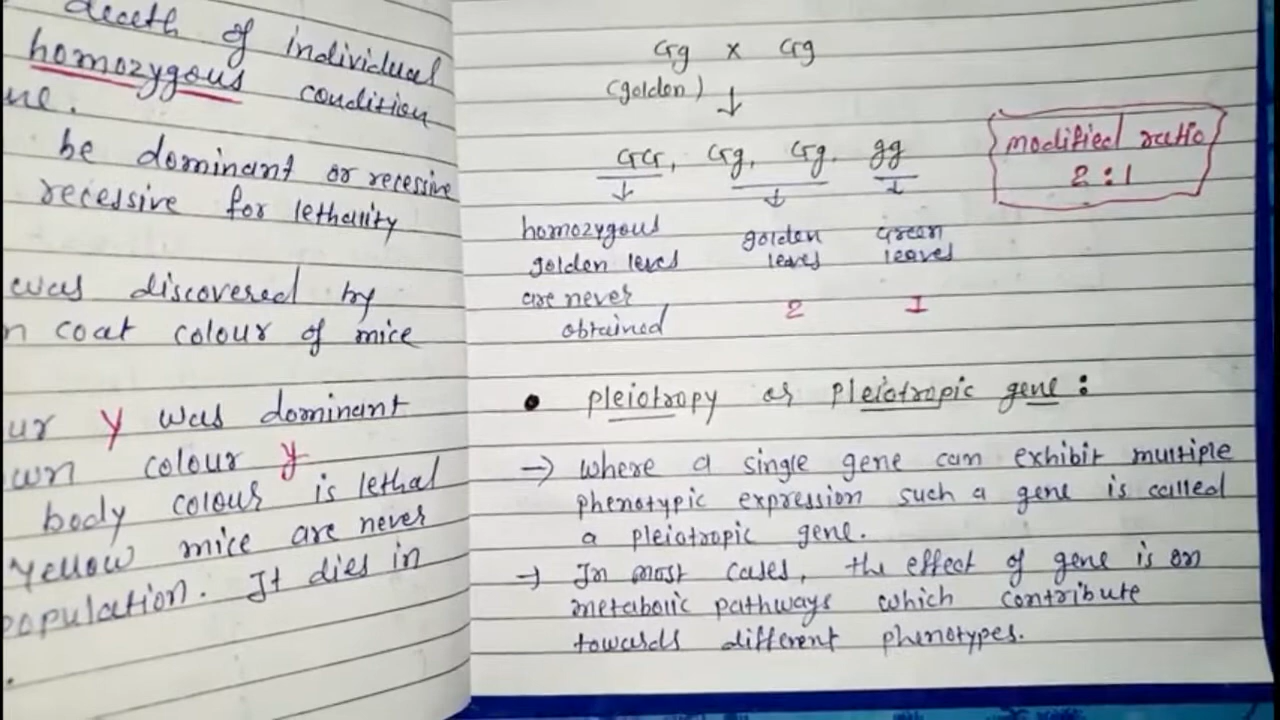 death of individual
homozygous condition
be dominant or recessive
recessive for lethality
was discovered by
coat colour of mice
y was dominant
colour y
body colour is lethal
Yellow mice are never
population. It dies in
Gg x Gg
(golden)
GG, Gg, Gg, gg
homozygous
golden leves
are never
obtained
golden
leaves
2
Green
leaves
1
modified ratio
2:1
• pleiotropy or pleiotropic gene:
→ where a single gene can exhibit multiple
phenotypic expression such a gene is called
a pleiotropic gene.
→ In most cases, the effect of gene is on
metabolic pathways which contribute
towards different phenotypes.